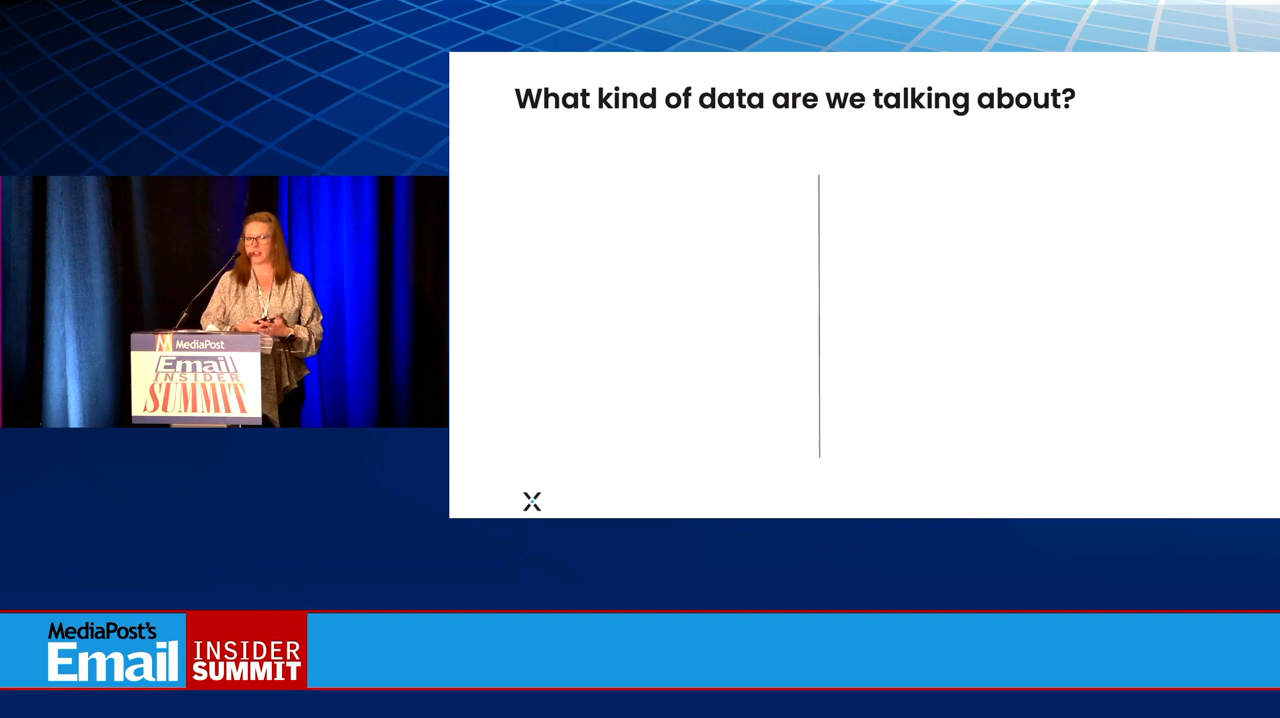 What kind of data are we talking about?
M MediaPost
Email
INSIDER
SUMMIT
MediaPost's
Email
INSIDER
SUMMIT